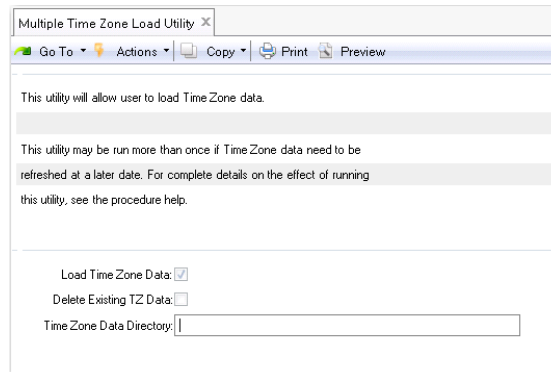 Multiple Time Zone Load Utility
Go To Actions Copy Print Preview
This utility will allow user to load Time Zone data.
This utility may be run more than once if Time Zone data need to be
refreshed at a later date. For complete details on the effect of running
this utility, see the procedure help.
Load Time Zone Data:
Delete Existing TZ Data:
Time Zone Data Directory: